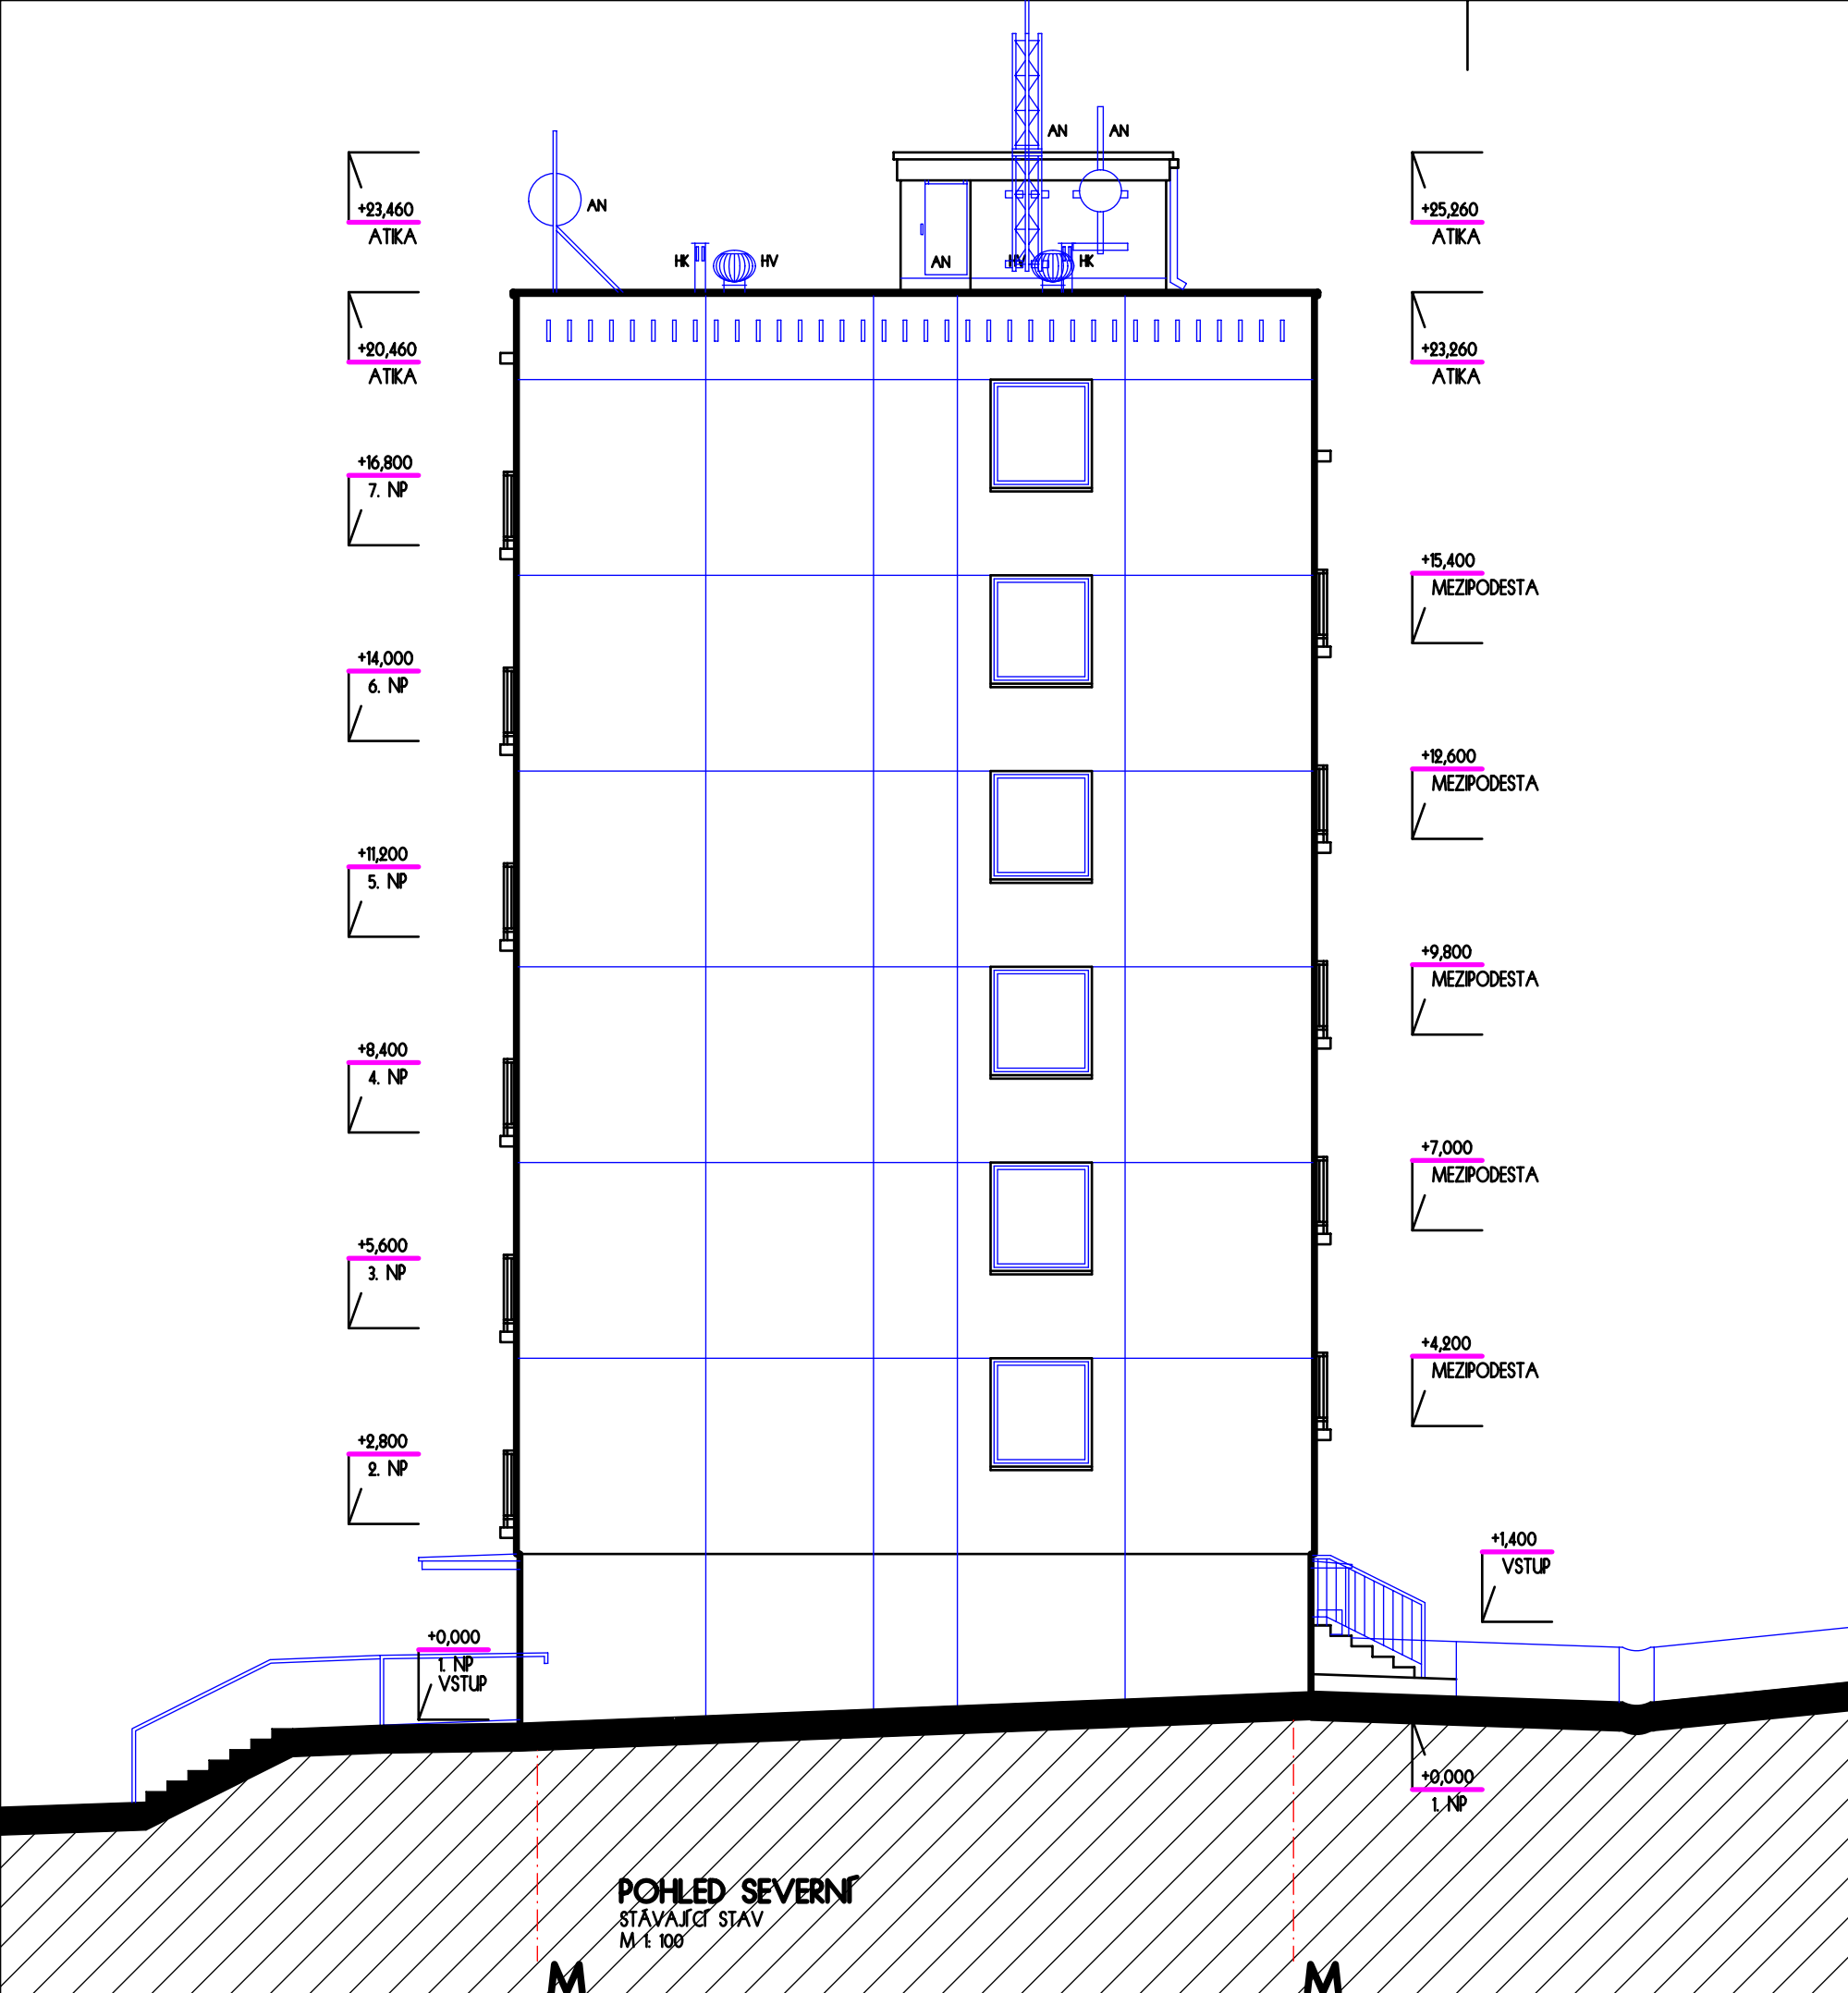 AN
AN
+23,460
ATIKA
AN
+25,260
ATIKA
HK
HV
AN
HV
HK
+20,460
ATIKA
+23,260
ATIKA
+16,800
7. NP
+15,400
MEZIPODESTA
+14,000
6. NP
+12,600
MEZIPODESTA
+11,200
5. NP
+9,800
MEZIPODESTA
+8,400
4. NP
+7,000
MEZIPODESTA
+5,600
3. NP
+4,200
MEZIPODESTA
+2,800
2. NP
+1,400
VSTUP
+0,000
1. NP
VSTUP
+0,000
1. NP
POHLED SEVERNÍ
STÁVAJÍCÍ STAV
M 1: 100
M
M